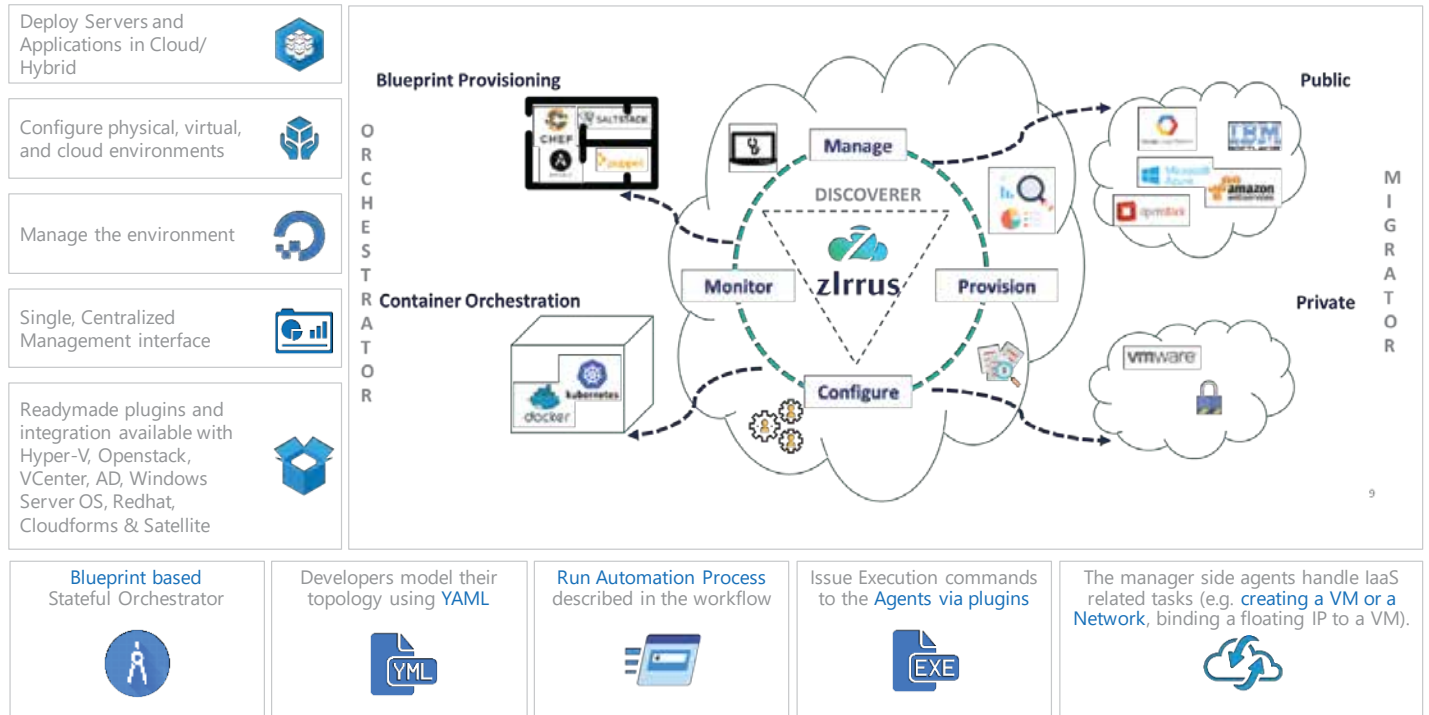 Deploy Servers and
Applications in Cloud/
Hybrid
Configure physical, virtual,
and cloud environments
Manage the environment
Single, Centralized
Management interface
Readymade plugins and
integration available with
Hyper-V, Openstack,
VCenter, AD, Windows
Server OS, Redhat,
Cloudforms & Satellite
ORCHESTRATOR
Blueprint Provisioning
CHEF
SALTSTACK
A
puppet
Container Orchestration
docker
kubernetes
Manage
DISCOVERER
zIrrus
Monitor
Provision
Configure
Public
IBM
Microsoft
Azure
amazon
webservices
openstack
Private
vmware
MIGRATOR
9
Blueprint based
Stateful Orchestrator
Developers model their
topology using YAML
YML
Run Automation Process
described in the workflow
Issue Execution commands
to the Agents via plugins
EXE
The manager side agents handle IaaS
related tasks (e.g. creating a VM or a
Network, binding a floating IP to a VM).